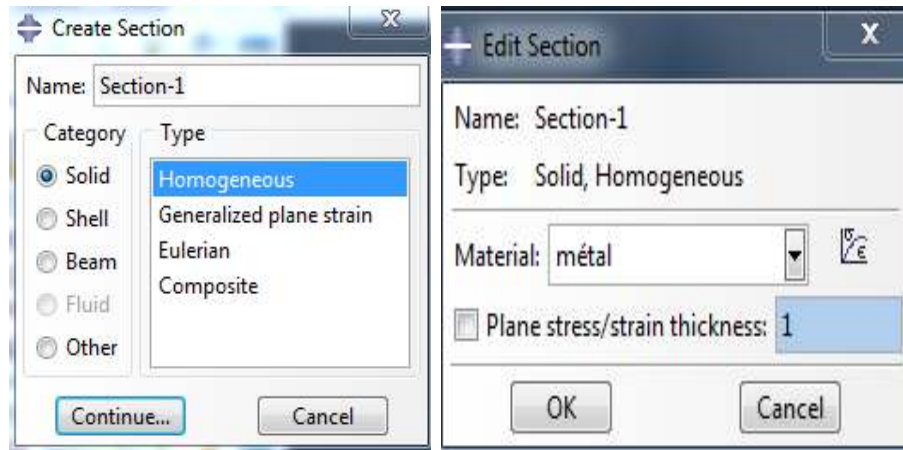 Create Section
Name: Section-1
Category Type
Solid Homogeneous
Shell Generalized plane strain
Beam Eulerian
Fluid Composite
Other
Continue... Cancel
Edit Section
Name: Section-1
Type: Solid, Homogeneous
Material: métal
Plane stress/strain thickness: 1
OK Cancel